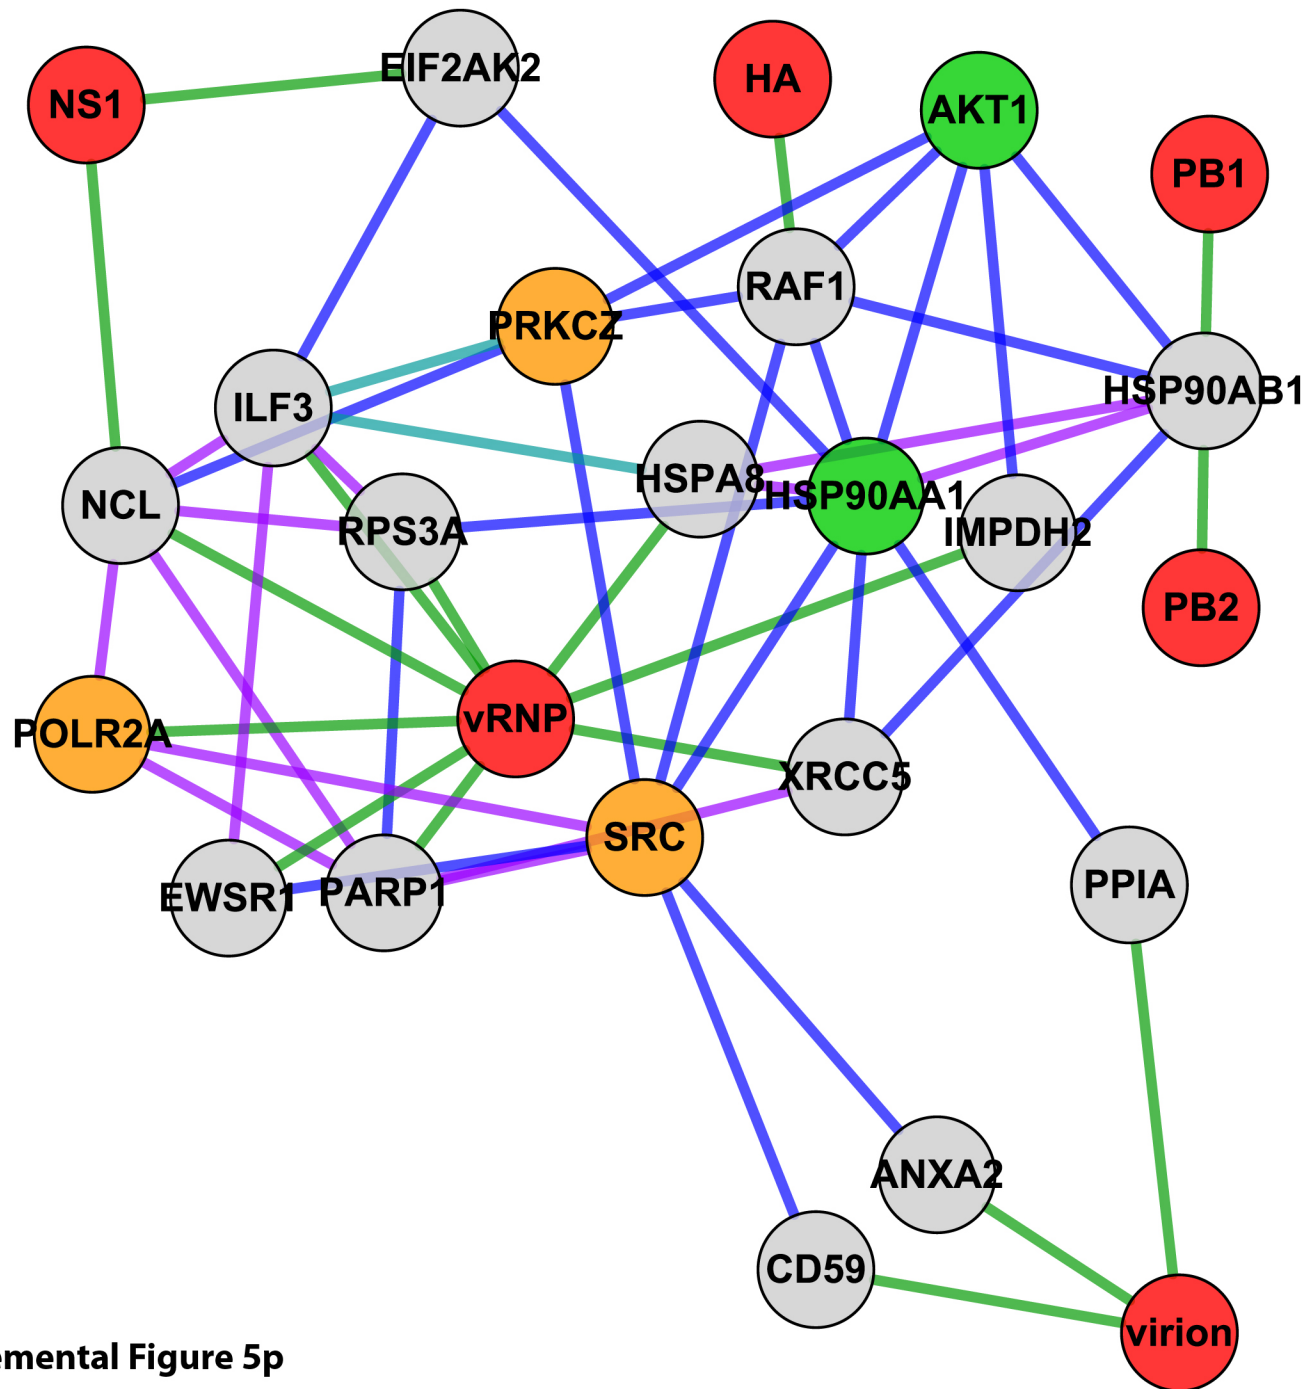 EIF2AK2
HA
NS1
AKT1
PB1
RAF1
PRKCZ
HSP90AB1
ILF3
HSPA8
HSP90AA1
NCL
RPS3A
IMPDH2
PB2
vRNP
POLR2A
XRCC5
SRC
EWSR1
PARP1
PPIA
ANXA2
CD59
virion
emental Figure 5p